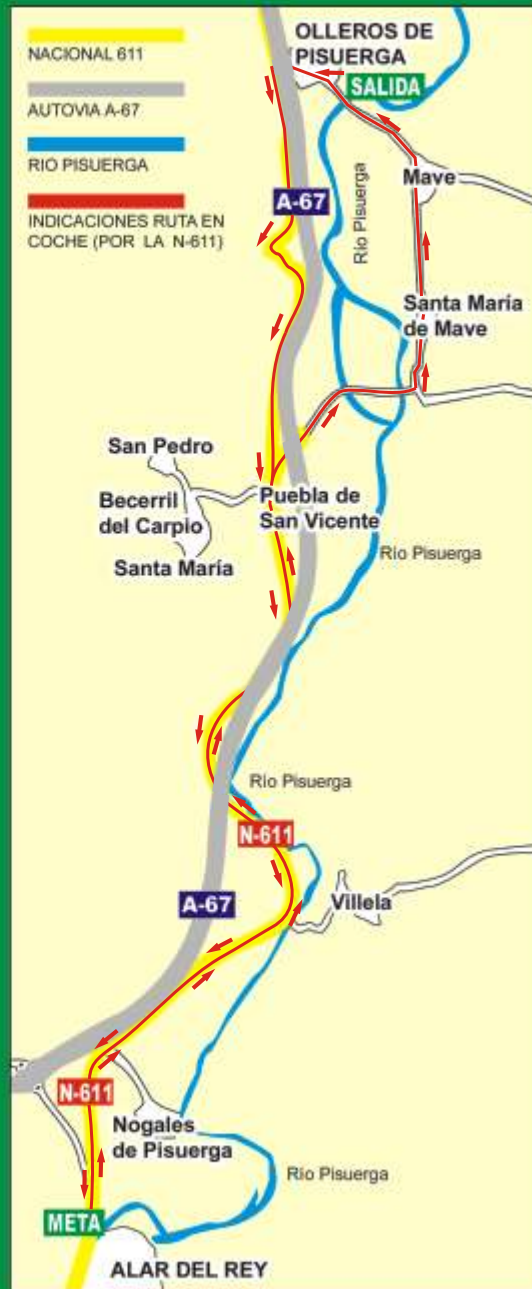 NACIONAL 611
AUTOVIA A-67
RIO PISUERGA
INDICACIONES RUTA EN
COCHE (POR LA N-611)
OLLEROS DE
PISUERGA
SALIDA
Río Pisuerga
Mave
A-67
Santa María
de Mave
San Pedro
Becerril
del Carpio
Santa María
Puebla de
San Vicente
Río Pisuerga
Río Pisuerga
N-611
A-67
Villela
N-611
Nogales
de Pisuerga
Río Pisuerga
META
ALAR DEL REY